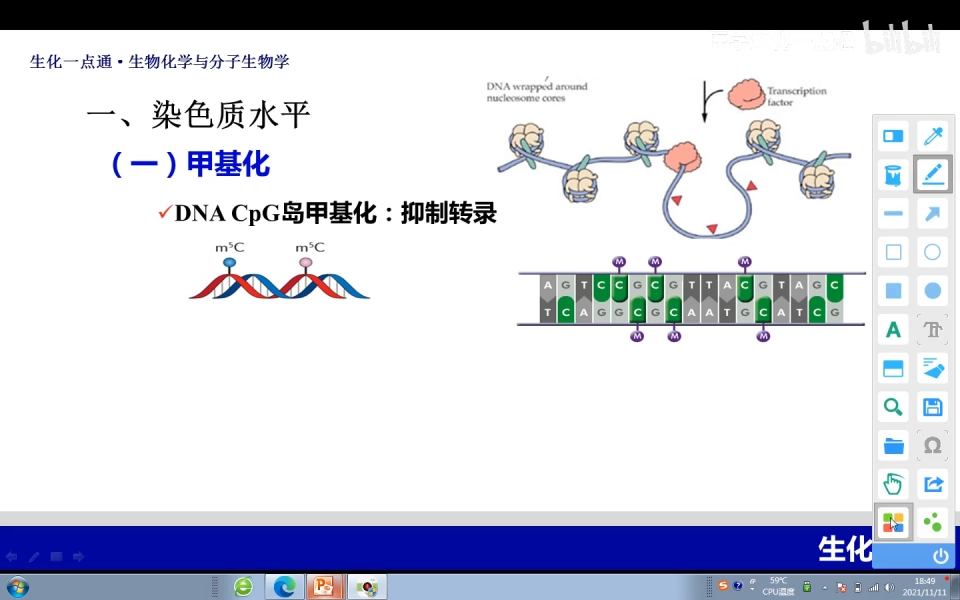 bilibili
生化一点通·生物化学与分子生物学
一、染色质水平
（一）甲基化
DNA CpG岛甲基化：抑制转录
m⁵C m⁵C
DNA wrapped around
nucleosome cores
Transcription
factor
M M M
A G T C C G C G T T A C G T A G C
T C A G G C G C A A T G C A T C G
M M M
A
T
Ω
生化
59℃
CPU温度
18:49
2021/11/11